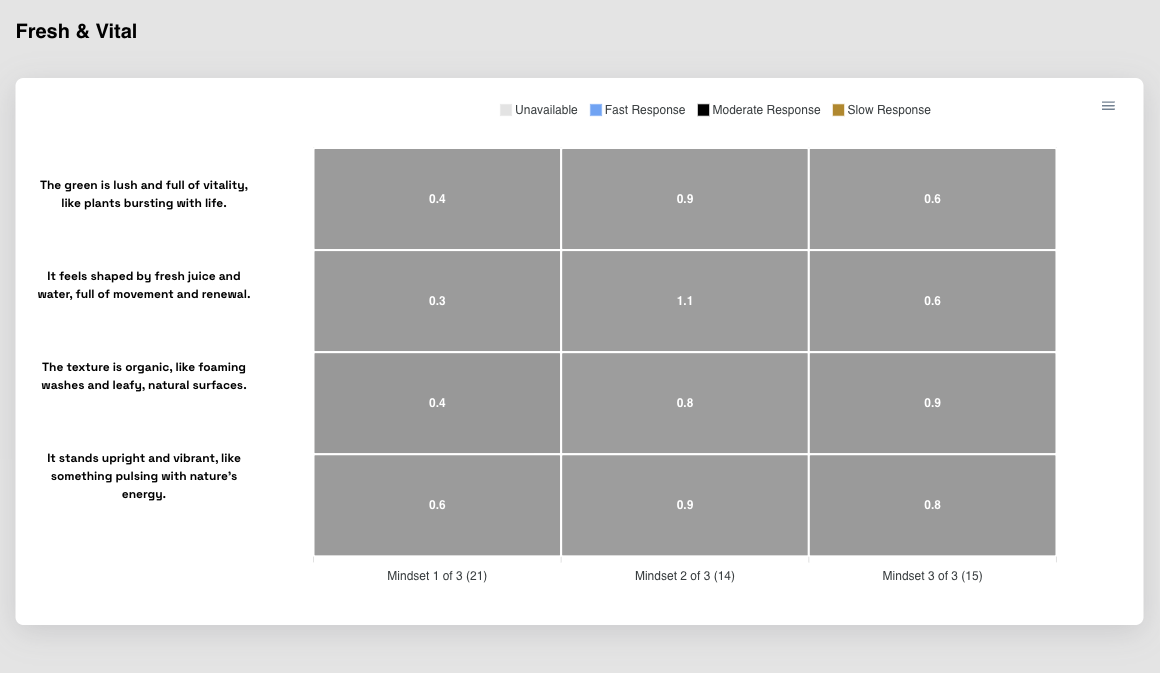 Fresh & Vital
Unavailable Fast Response Moderate Response Slow Response
The green is lush and full of vitality,
like plants bursting with life.
0.4 0.9 0.6
It feels shaped by fresh juice and
water, full of movement and renewal.
0.3 1.1 0.6
The texture is organic, like foaming
washes and leafy, natural surfaces.
0.4 0.8 0.9
It stands upright and vibrant, like
something pulsing with nature's
energy.
0.6 0.9 0.8
Mindset 1 of 3 (21) Mindset 2 of 3 (14) Mindset 3 of 3 (15)